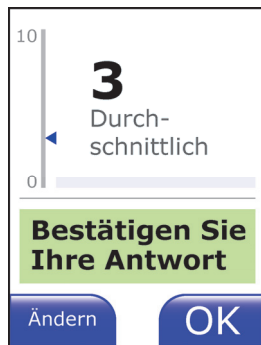 10
3
Durch-
schnittlich
0
Bestätigen Sie
Ihre Antwort
Ändern
OK